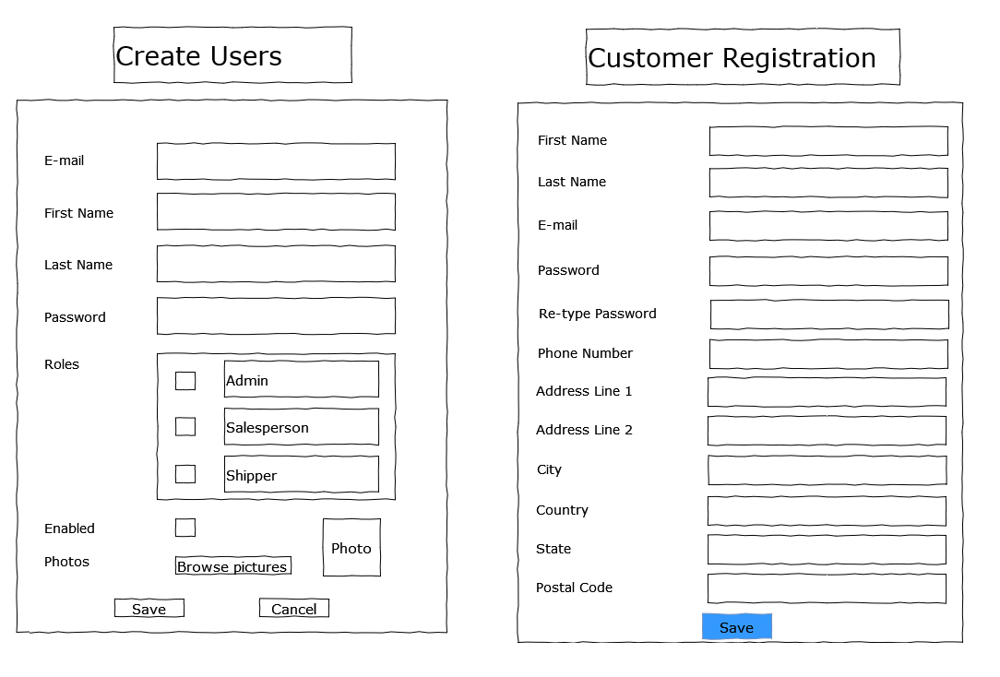 Create Users
E-mail
First Name
Last Name
Password
Roles
Admin
Salesperson
Shipper
Enabled
Photos
Browse pictures
Photo
Save
Cancel
Customer Registration
First Name
Last Name
E-mail
Password
Re-type Password
Phone Number
Address Line 1
Address Line 2
City
Country
State
Postal Code
Save